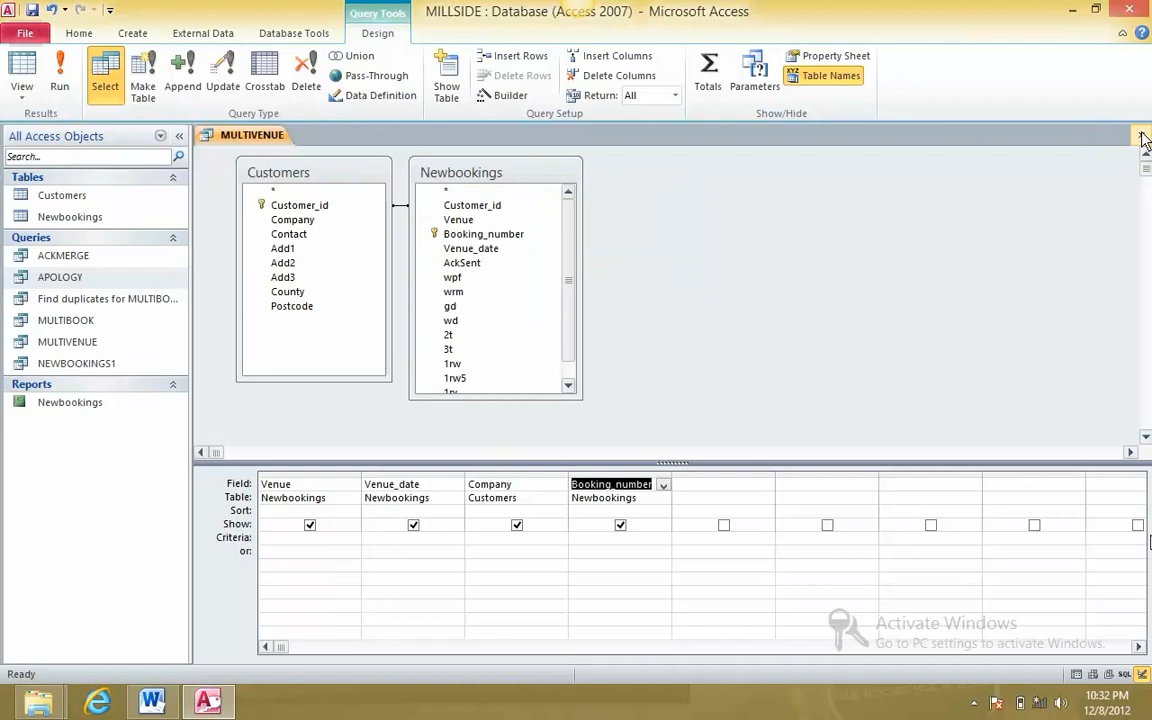 Query Tools
MILLSIDE : Database (Access 2007) - Microsoft Access
File
Home
Create
External Data
Database Tools
Design
View
Run
Results
Select
Make
Table
Append
Update
Crosstab
Delete
Union
Pass-Through
Data Definition
Query Type
Show
Table
Insert Rows
Delete Rows
Builder
Insert Columns
Delete Columns
Return:
All
Query Setup
Totals
Parameters
Property Sheet
Table Names
Show/Hide
All Access Objects
Search...
Tables
Customers
Newbookings
Queries
ACKMERGE
APOLOGY
Find duplicates for MULTIBO...
MULTIBOOK
MULTIVENUE
NEWBOOKINGS1
Reports
Newbookings
MULTIVENUE
Customers
*
Customer_id
Company
Contact
Add1
Add2
Add3
County
Postcode
Newbookings
*
Customer_id
Venue
Booking_number
Venue_date
AckSent
wpf
wrm
gd
wd
2t
3t
1rw
1rw5
Field: Venue Venue_date Company Booking_number
Table: Newbookings Newbookings Customers Newbookings
Sort:
Show:
Criteria:
or:
Activate Windows
Go to PC settings to activate Windows.
Ready
SQL
10:32 PM
12/8/2012